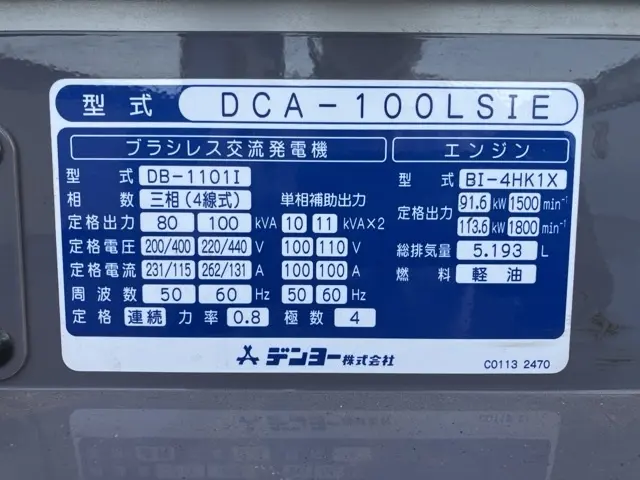 型式 DCA-100LSIE
ブラシレス交流発電機
型式 DB-1101I
相数 三相(4線式) 単相補助出力
定格出力 80 100 kVA 10 11 kVA×2
定格電圧 200/400 220/440 V 100 110 V
定格電流 231/115 262/131 A 100 100 A
周波数 50 60 Hz 50 60 Hz
定格 連続 力率 0.8 極数 4
エンジン
型式 BI-4HK1X
定格出力 91.6 kW 1500 min⁻¹
113.6 kW 1800 min⁻¹
総排気量 5.193 L
燃料 軽油
デンヨー株式会社
C0113 2470